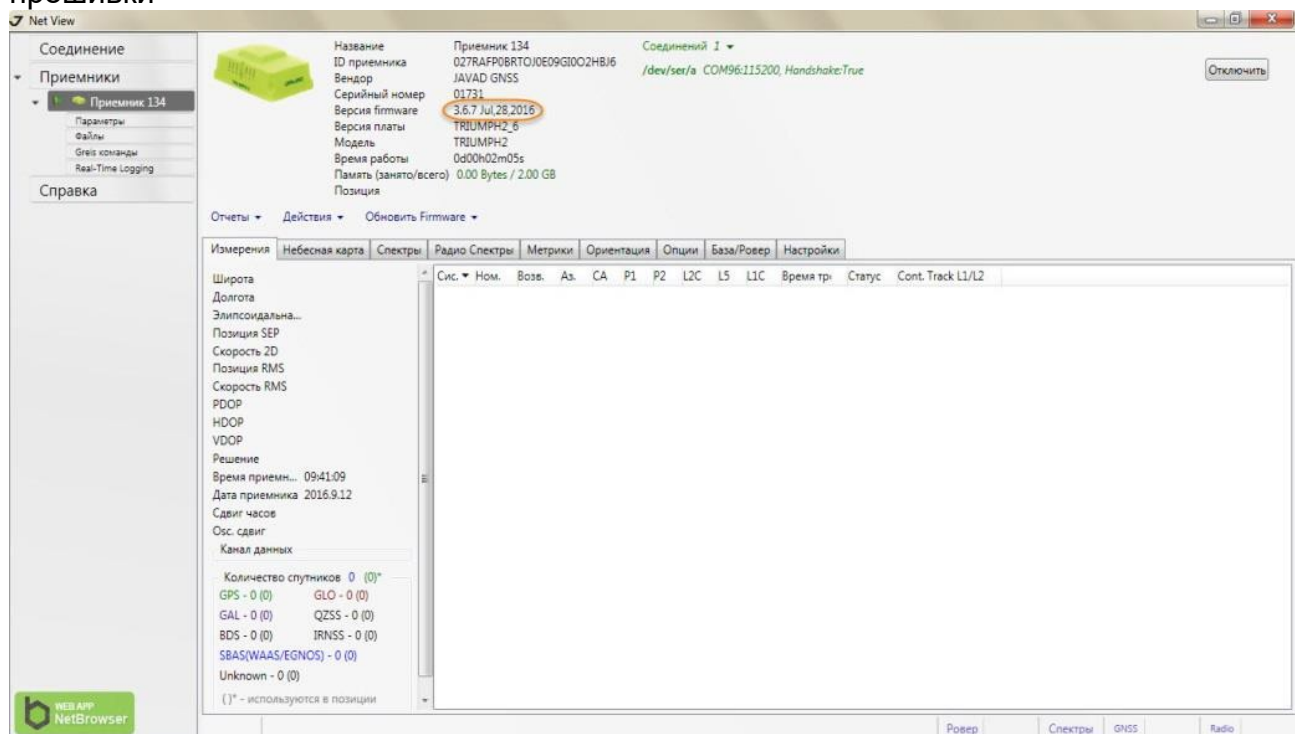 прошивки
Net View
Соединение
Приемники
Приемник 134
Параметры
Файлы
Greis команды
Real-Time Logging
Справка
Название Приемник 134
ID приемника 027RAFP0BRTOJ0E09GI0O2HBJ6
Вендор JAVAD GNSS
Серийный номер 01731
Версия firmware 3.6.7 Jul,28,2016
Версия платы TRIUMPH2_6
Модель TRIUMPH2
Время работы 0d00h02m05s
Память (занято/всего) 0.00 Bytes / 2.00 GB
Позиция
Соединений 1
/dev/ser/a COM96:115200, Handshake:True
Отключить
Отчеты Действия Обновить Firmware
Измерения Небесная карта Спектры Радио Спектры Метрики Ориентация Опции База/Ровер Настройки
Широта
Долгота
Элипсоидальна...
Позиция SEP
Скорость 2D
Позиция RMS
Скорость RMS
PDOP
HDOP
VDOP
Решение
Время приемн... 09:41:09
Дата приемника 2016.9.12
Сдвиг часов
Osc. сдвиг
Канал данных
Количество спутников 0 (0)*
GPS - 0 (0) GLO - 0 (0)
GAL - 0 (0) QZSS - 0 (0)
BDS - 0 (0) IRNSS - 0 (0)
SBAS(WAAS/EGNOS) - 0 (0)
Unknown - 0 (0)
( )* - используются в позиции
Сис. Ном. Возв. Аз. CA P1 P2 L2C L5 L1C Время тр Статус Cont. Track L1/L2
WEB APP
NetBrowser
Ровер Спектры GNSS Radio